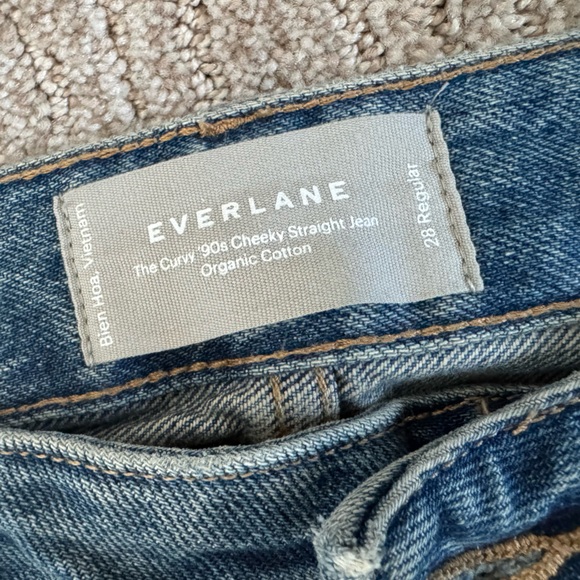 EVERLANE
The Curvy '90s Cheeky Straight Jean
Organic Cotton
Bien Hoa, Vietnam
28 Regular